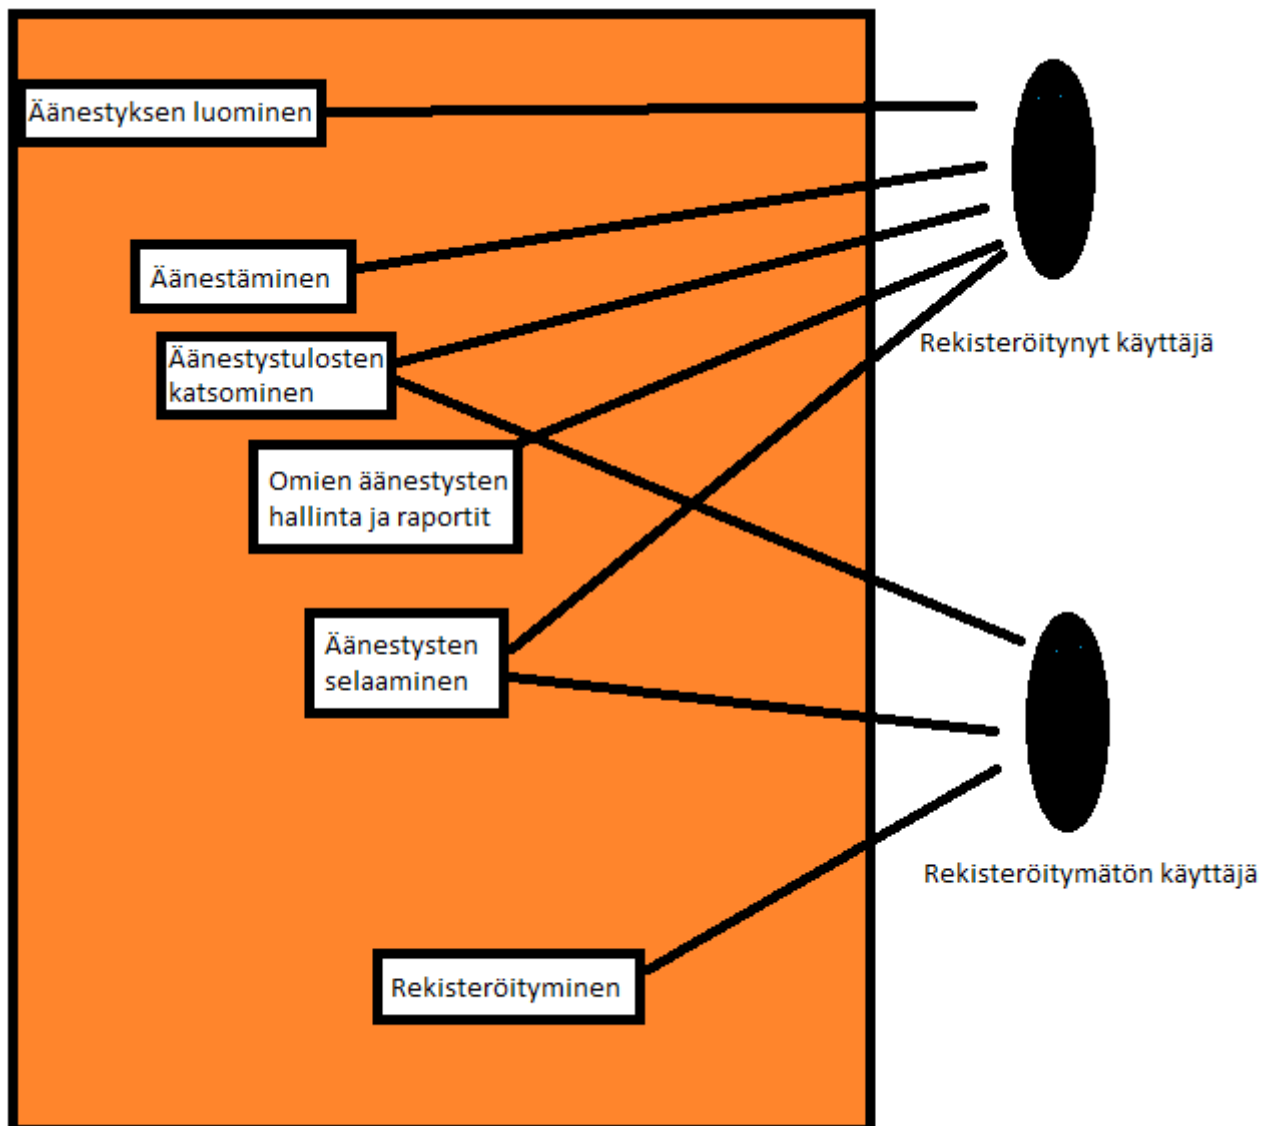 Äänestyksen luominen
Äänestäminen
Äänestystulosten
katsominen
Omien äänestysten
hallinta ja raportit
Äänestysten
selaaminen
Rekisteröityminen
Rekisteröitynyt käyttäjä
Rekisteröitymätön käyttäjä